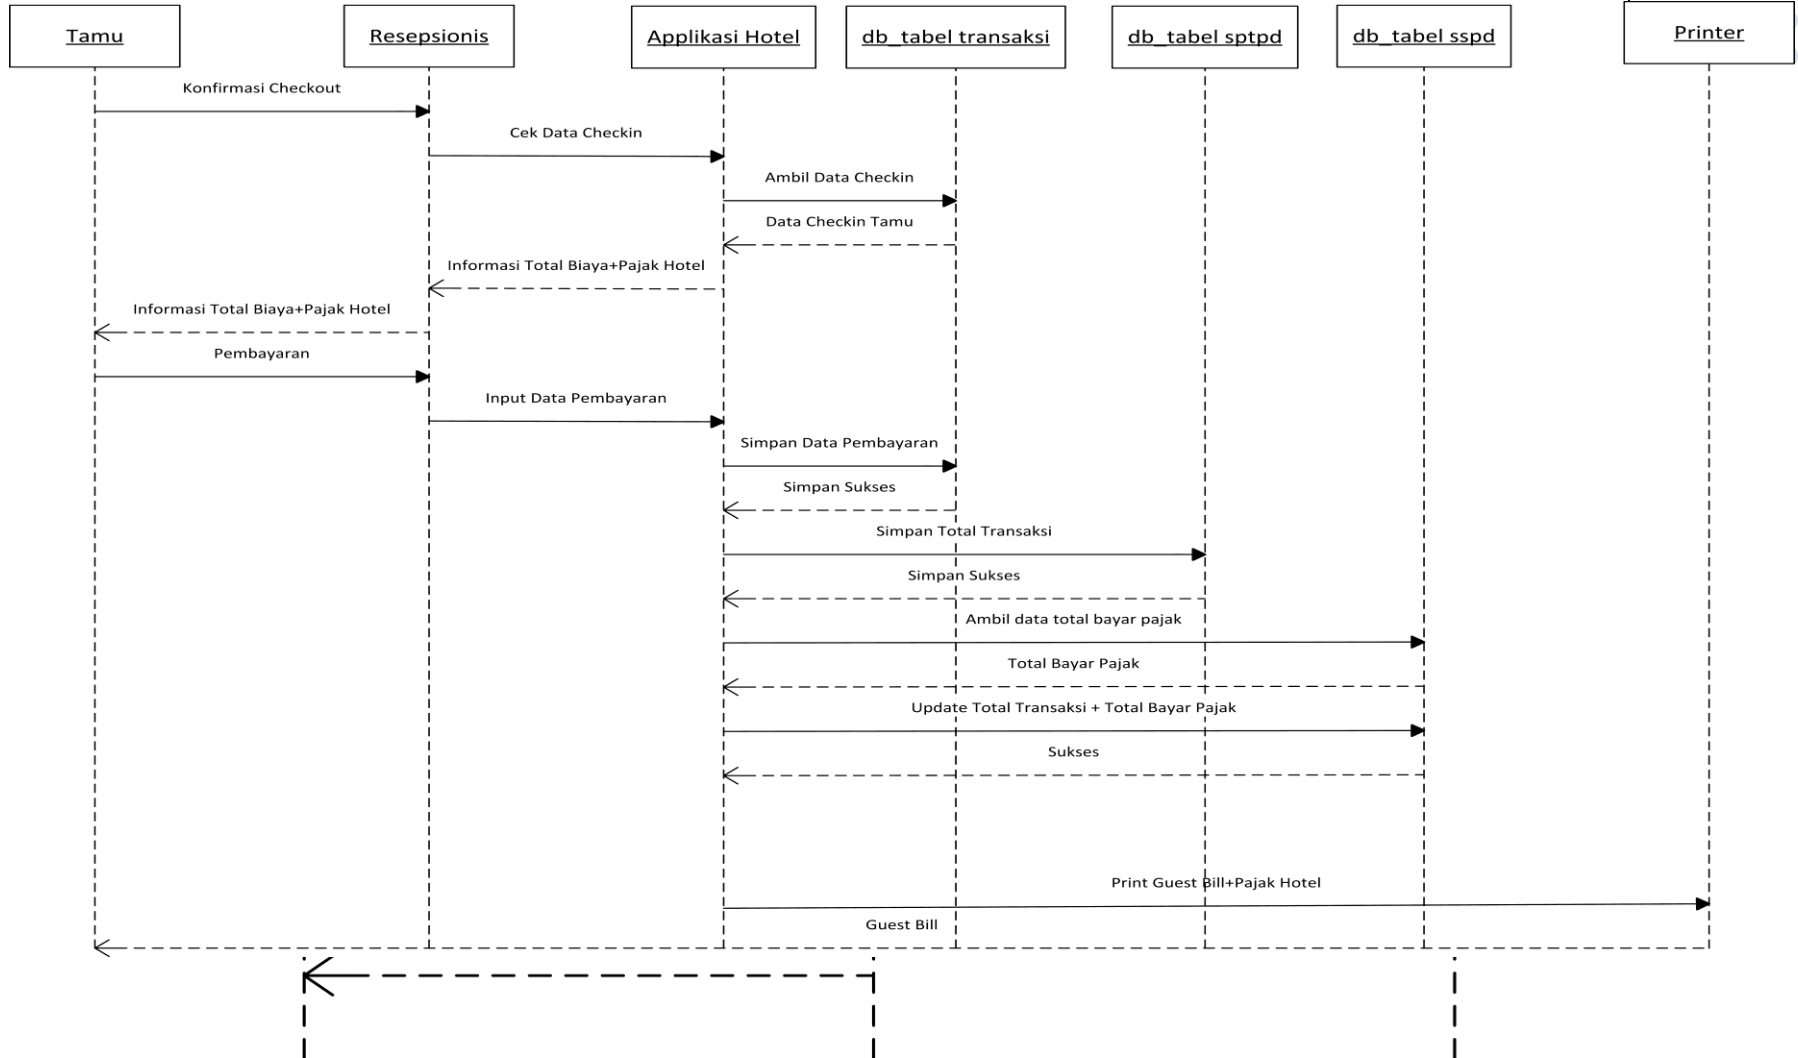 Tamu
Resepsionis
Applikasi Hotel
db_tabel transaksi
db_tabel sptpd
db_tabel sspd
Printer
Konfirmasi Checkout
Cek Data Checkin
Ambil Data Checkin
Data Checkin Tamu
Informasi Total Biaya+Pajak Hotel
Informasi Total Biaya+Pajak Hotel
Pembayaran
Input Data Pembayaran
Simpan Data Pembayaran
Simpan Sukses
Simpan Total Transaksi
Simpan Sukses
Ambil data total bayar pajak
Total Bayar Pajak
Update Total Transaksi + Total Bayar Pajak
Sukses
Print Guest Bill+Pajak Hotel
Guest Bill